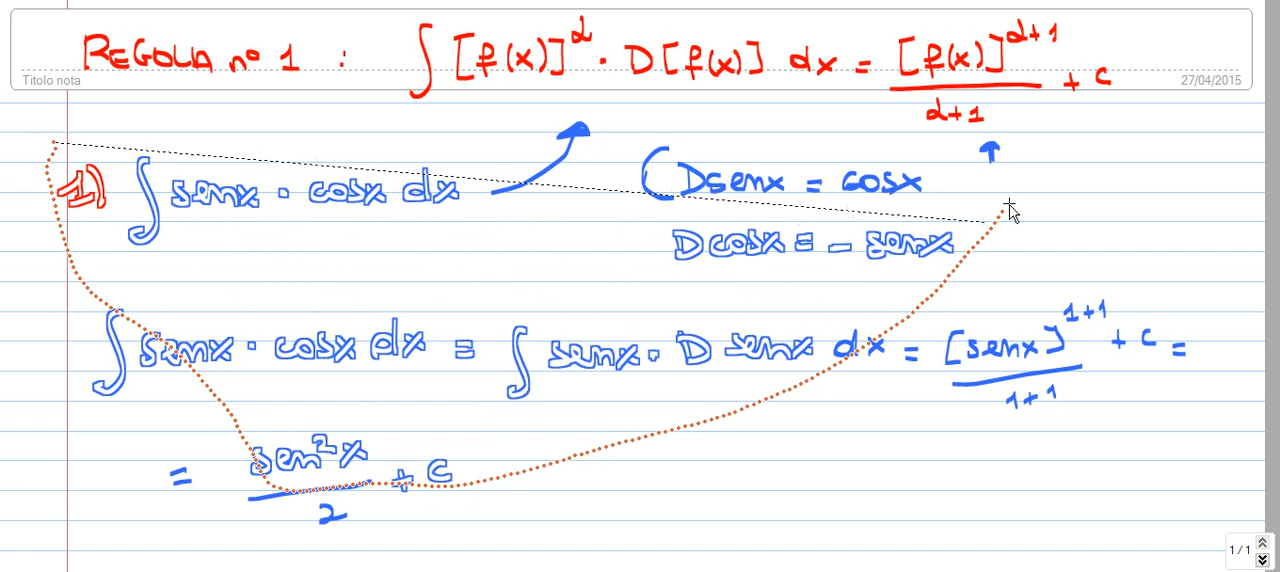 REGOLA n° 1 : ∫ [f(x)]^α · D[f(x)] dx = [f(x)]^(α+1) / (α+1) + c
Titolo nota 27/04/2015
1) ∫ senx · cosx dx ( Dsenx = cosx
D cosx = - senx
∫ senx · cosx dx = ∫ senx · D senx dx = [senx]^(1+1) / (1+1) + c =
= sen²x / 2 + c
1 / 1